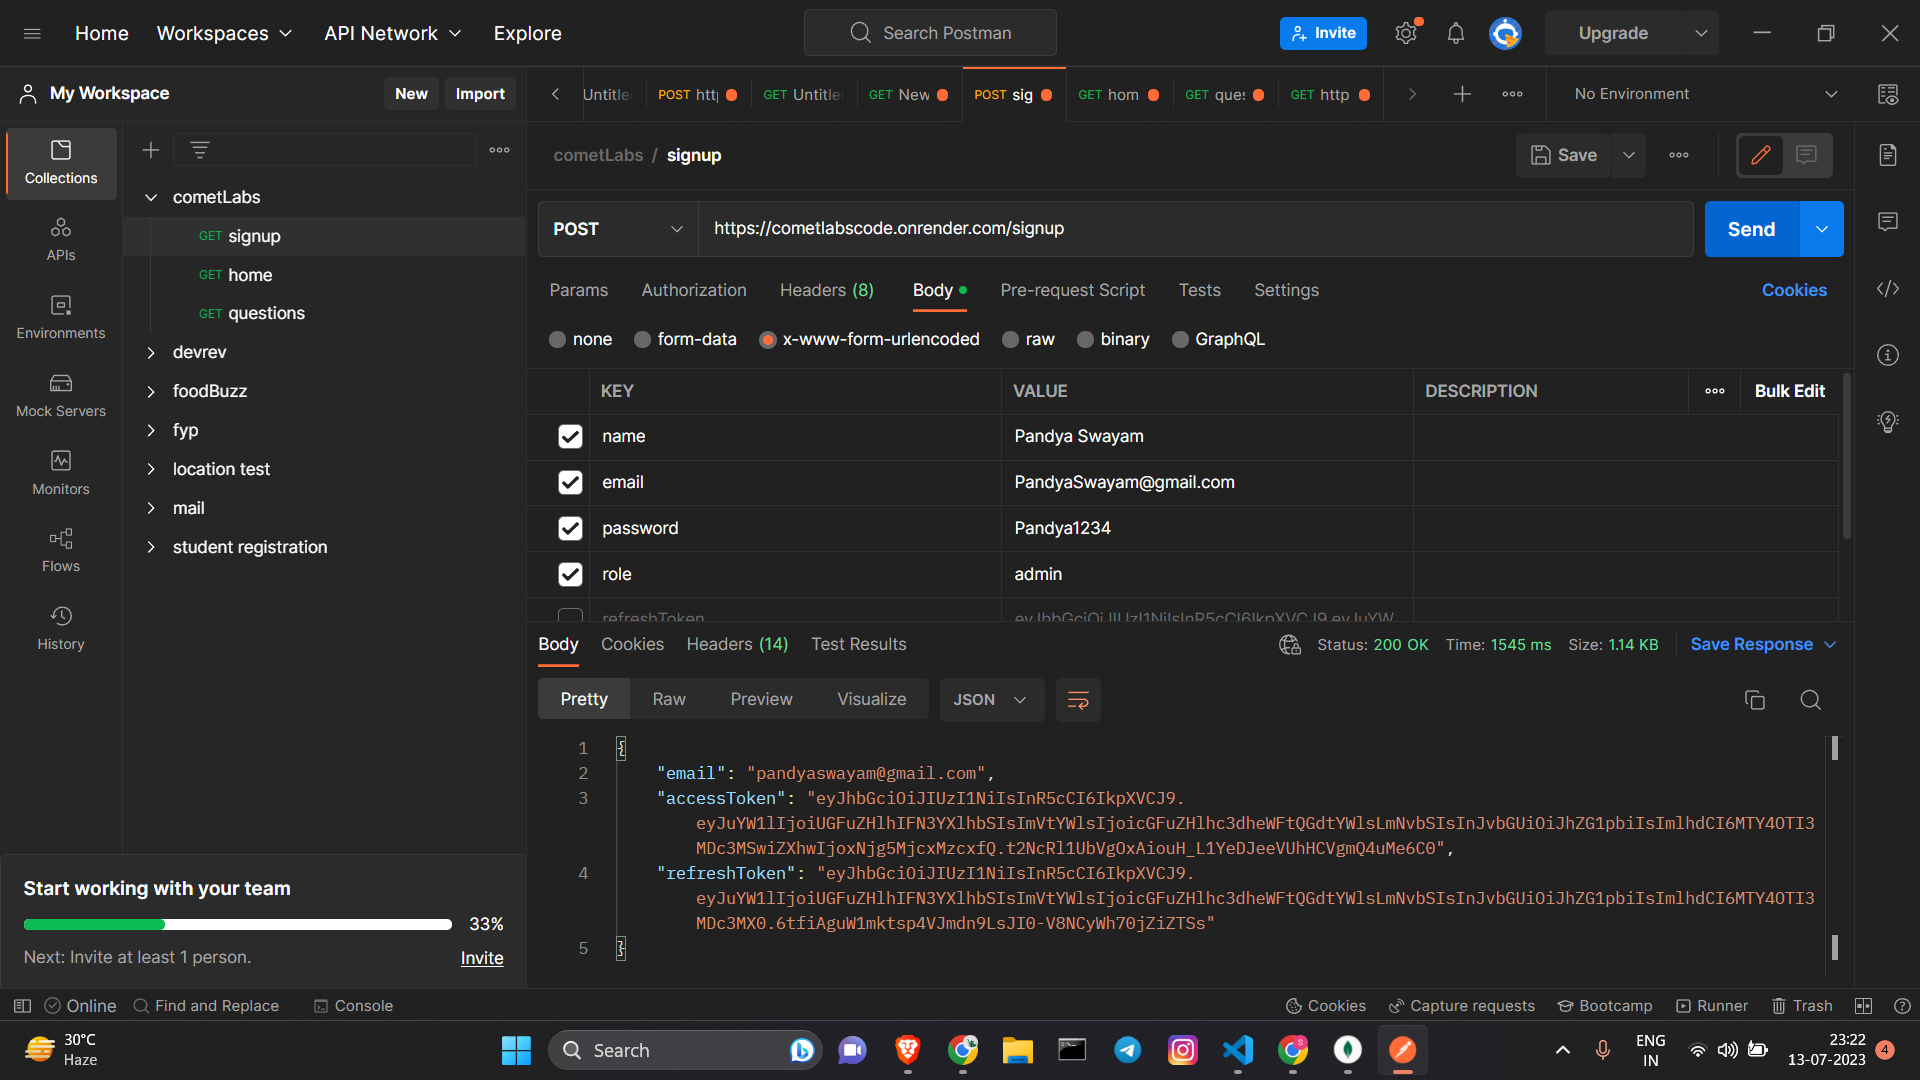 Home
Workspaces
API Network
Explore
Search Postman
Invite
Upgrade
My Workspace
New
Import
Untitle
POST htt
GET Untitle
GET New
POST sig
GET hom
GET ques
GET http
No Environment
Collections
APIs
Environments
Mock Servers
Monitors
Flows
History
cometLabs
GET signup
GET home
GET questions
devrev
foodBuzz
fyp
location test
mail
student registration
cometLabs / signup
Save
POST
https://cometlabscode.onrender.com/signup
Send
Params
Authorization
Headers (8)
Body
Pre-request Script
Tests
Settings
Cookies
none
form-data
x-www-form-urlencoded
raw
binary
GraphQL
KEY
VALUE
DESCRIPTION
Bulk Edit
name
Pandya Swayam
email
PandyaSwayam@gmail.com
password
Pandya1234
role
admin
refreshToken
Body
Cookies
Headers (14)
Test Results
Status: 200 OK
Time: 1545 ms
Size: 1.14 KB
Save Response
Pretty
Raw
Preview
Visualize
JSON
1 {
2 "email": "pandyaswayam@gmail.com",
3 "accessToken": "eyJhbGciOiJIUzI1NiIsInR5cCI6IkpXVCJ9.
eyJuYW1lIjoiUGFuZHlhIFN3YXlhbSIsImVtYWlsIjoicGFuZHlhc3dheWFtQGdtYWlsLmNvbSIsInJvbGUiOiJhZG1pbiIsImlhdCI6MTY4OTI3
MDc3MSwiZXhwIjoxNjg5MjcxMzcxfQ.t2NcRl1UbVgOxAiouH_L1YeDJeeVUhHCVgmQ4uMe6C0",
4 "refreshToken": "eyJhbGciOiJIUzI1NiIsInR5cCI6IkpXVCJ9.
eyJuYW1lIjoiUGFuZHlhIFN3YXlhbSIsImVtYWlsIjoicGFuZHlhc3dheWFtQGdtYWlsLmNvbSIsInJvbGUiOiJhZG1pbiIsImlhdCI6MTY4OTI3
MDc3MX0.6tfiAguW1mktsp4VJmdn9LsJI0-V8NCyWh70jZiZTSs"
5 }
Start working with your team
33%
Next: Invite at least 1 person.
Invite
Online
Find and Replace
Console
Cookies
Capture requests
Bootcamp
Runner
Trash
30°C
Haze
Search
ENG
IN
23:22
13-07-2023
4